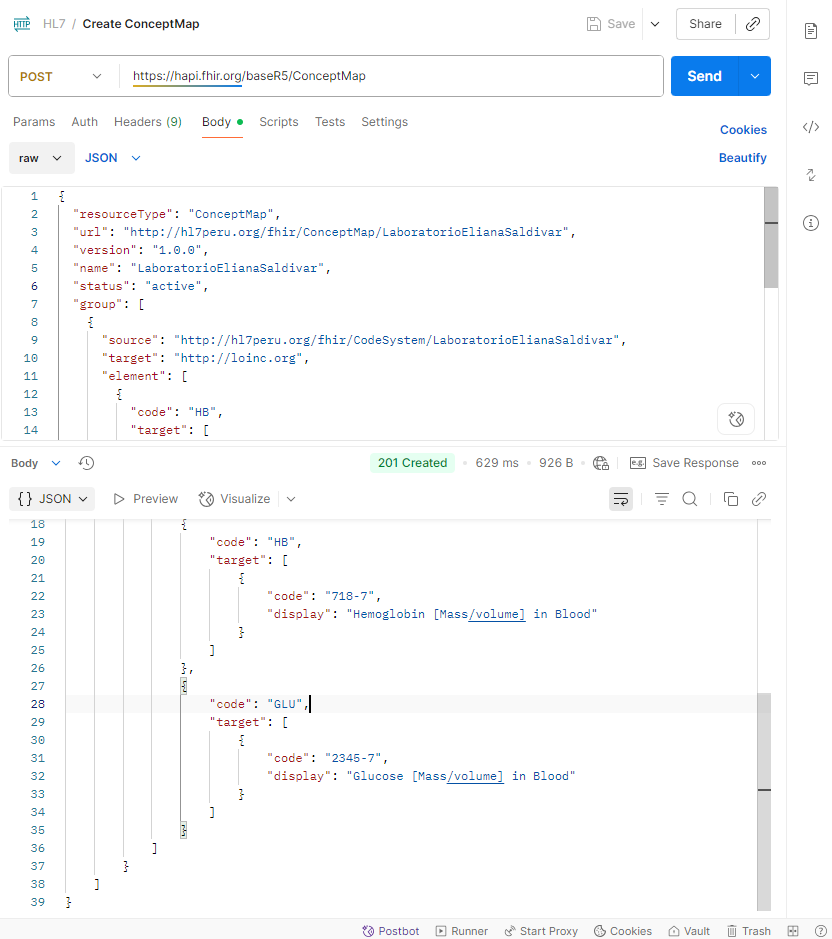 HTTP HL7 / Create ConceptMap Save Share
POST https://hapi.fhir.org/baseR5/ConceptMap Send
Params Auth Headers (9) Body Scripts Tests Settings Cookies
raw JSON Beautify
1 {
2 "resourceType": "ConceptMap",
3 "url": "http://hl7peru.org/fhir/ConceptMap/LaboratorioElianaSaldivar",
4 "version": "1.0.0",
5 "name": "LaboratorioElianaSaldivar",
6 "status": "active",
7 "group": [
8 {
9 "source": "http://hl7peru.org/fhir/CodeSystem/LaboratorioElianaSaldivar",
10 "target": "http://loinc.org",
11 "element": [
12 {
13 "code": "HB",
14 "target": [
Body 201 Created 629 ms 926 B e.g. Save Response
{} JSON Preview Visualize
18 {
19 "code": "HB",
20 "target": [
21 {
22 "code": "718-7",
23 "display": "Hemoglobin [Mass/volume] in Blood"
24 }
25 ]
26 },
27 {
28 "code": "GLU",
29 "target": [
30 {
31 "code": "2345-7",
32 "display": "Glucose [Mass/volume] in Blood"
33 }
34 ]
35 }
36 ]
37 }
38 ]
39 }
Postbot Runner Start Proxy Cookies Vault Trash